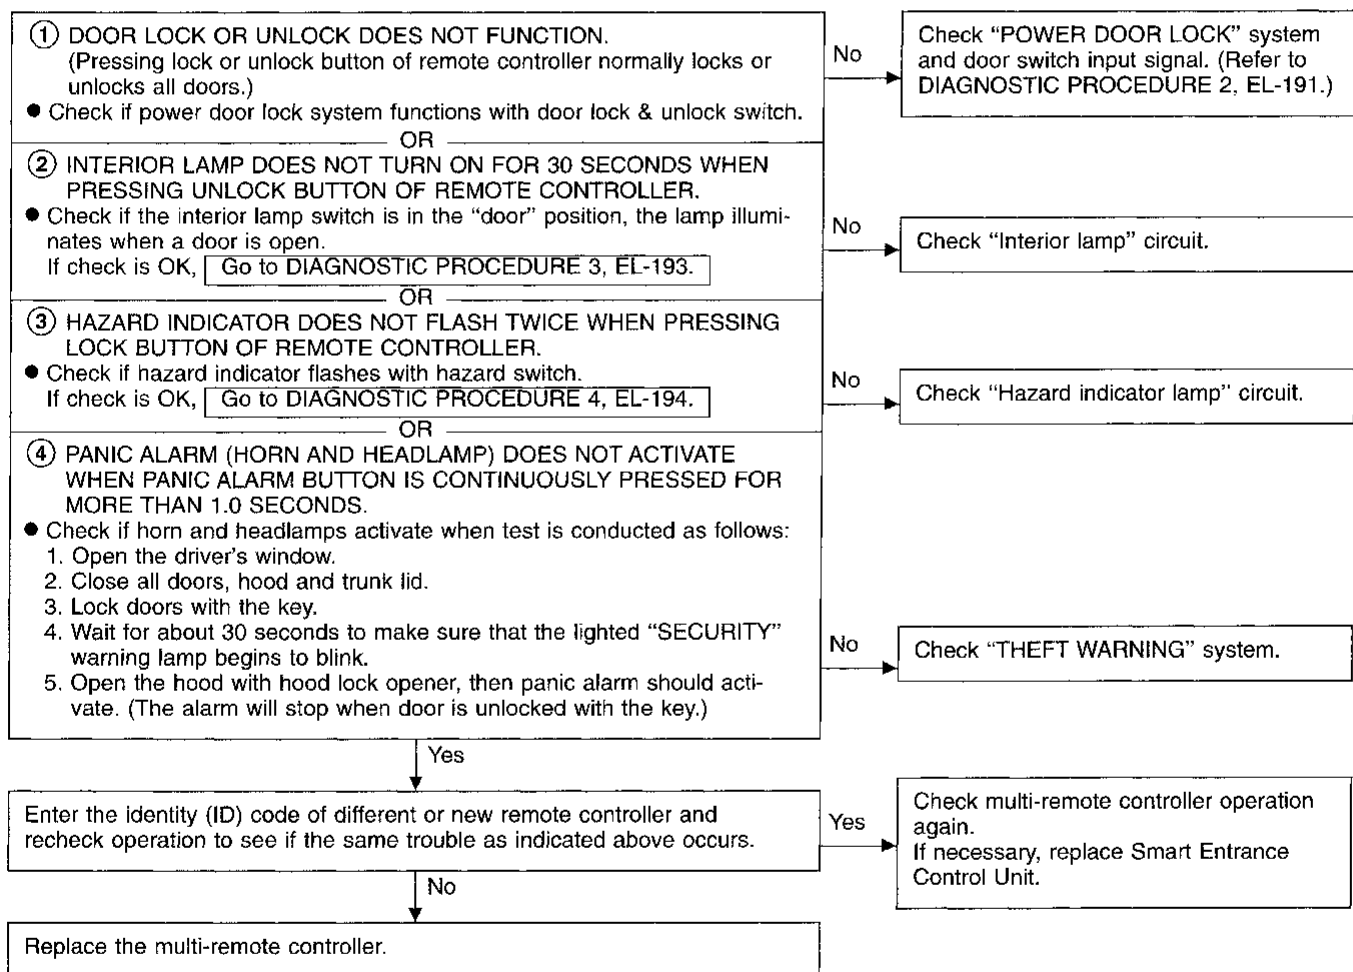 ① DOOR LOCK OR UNLOCK DOES NOT FUNCTION.
(Pressing lock or unlock button of remote controller normally locks or
unlocks all doors.)
● Check if power door lock system functions with door lock & unlock switch.
No
Check “POWER DOOR LOCK” system
and door switch input signal. (Refer to
DIAGNOSTIC PROCEDURE 2, EL-191.)
OR
② INTERIOR LAMP DOES NOT TURN ON FOR 30 SECONDS WHEN
PRESSING UNLOCK BUTTON OF REMOTE CONTROLLER.
● Check if the interior lamp switch is in the “door” position, the lamp illumi-
nates when a door is open.
If check is OK, Go to DIAGNOSTIC PROCEDURE 3, EL-193.
No
Check “Interior lamp” circuit.
OR
③ HAZARD INDICATOR DOES NOT FLASH TWICE WHEN PRESSING
LOCK BUTTON OF REMOTE CONTROLLER.
● Check if hazard indicator flashes with hazard switch.
If check is OK, Go to DIAGNOSTIC PROCEDURE 4, EL-194.
No
Check “Hazard indicator lamp” circuit.
OR
④ PANIC ALARM (HORN AND HEADLAMP) DOES NOT ACTIVATE
WHEN PANIC ALARM BUTTON IS CONTINUOUSLY PRESSED FOR
MORE THAN 1.0 SECONDS.
● Check if horn and headlamps activate when test is conducted as follows:
1. Open the driver’s window.
2. Close all doors, hood and trunk lid.
3. Lock doors with the key.
4. Wait for about 30 seconds to make sure that the lighted “SECURITY”
warning lamp begins to blink.
5. Open the hood with hood lock opener, then panic alarm should acti-
vate. (The alarm will stop when door is unlocked with the key.)
No
Check “THEFT WARNING” system.
Yes
Enter the identity (ID) code of different or new remote controller and
recheck operation to see if the same trouble as indicated above occurs.
Yes
Check multi-remote controller operation
again.
If necessary, replace Smart Entrance
Control Unit.
No
Replace the multi-remote controller.